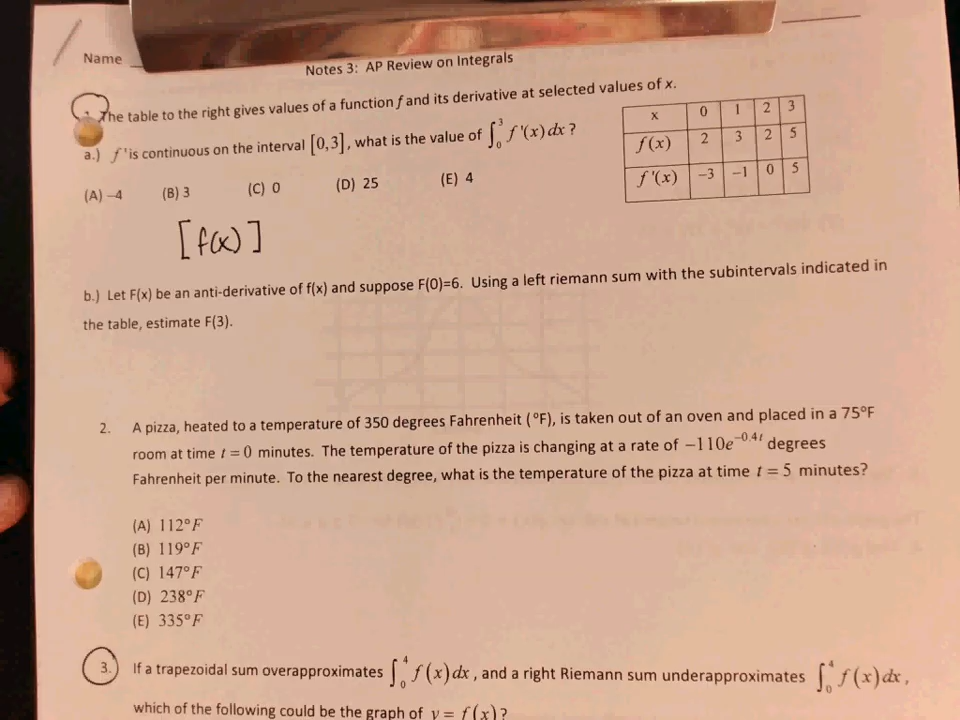 Name
Notes 3: AP Review on Integrals
1. The table to the right gives values of a function f and its derivative at selected values of x.
a.) f' is continuous on the interval [0,3], what is the value of ∫₀³ f'(x) dx ?
(A) –4 (B) 3 (C) 0 (D) 25 (E) 4
x 0 1 2 3
f(x) 2 3 2 5
f'(x) –3 –1 0 5
[f(x)]
b.) Let F(x) be an anti-derivative of f(x) and suppose F(0)=6. Using a left riemann sum with the subintervals indicated in
the table, estimate F(3).
2. A pizza, heated to a temperature of 350 degrees Fahrenheit (°F), is taken out of an oven and placed in a 75°F
room at time t = 0 minutes. The temperature of the pizza is changing at a rate of −110e^−0.4t degrees
Fahrenheit per minute. To the nearest degree, what is the temperature of the pizza at time t = 5 minutes?
(A) 112°F
(B) 119°F
(C) 147°F
(D) 238°F
(E) 335°F
3. If a trapezoidal sum overapproximates ∫₀⁴ f(x) dx, and a right Riemann sum underapproximates ∫₀⁴ f(x) dx,
which of the following could be the graph of y = f(x)?